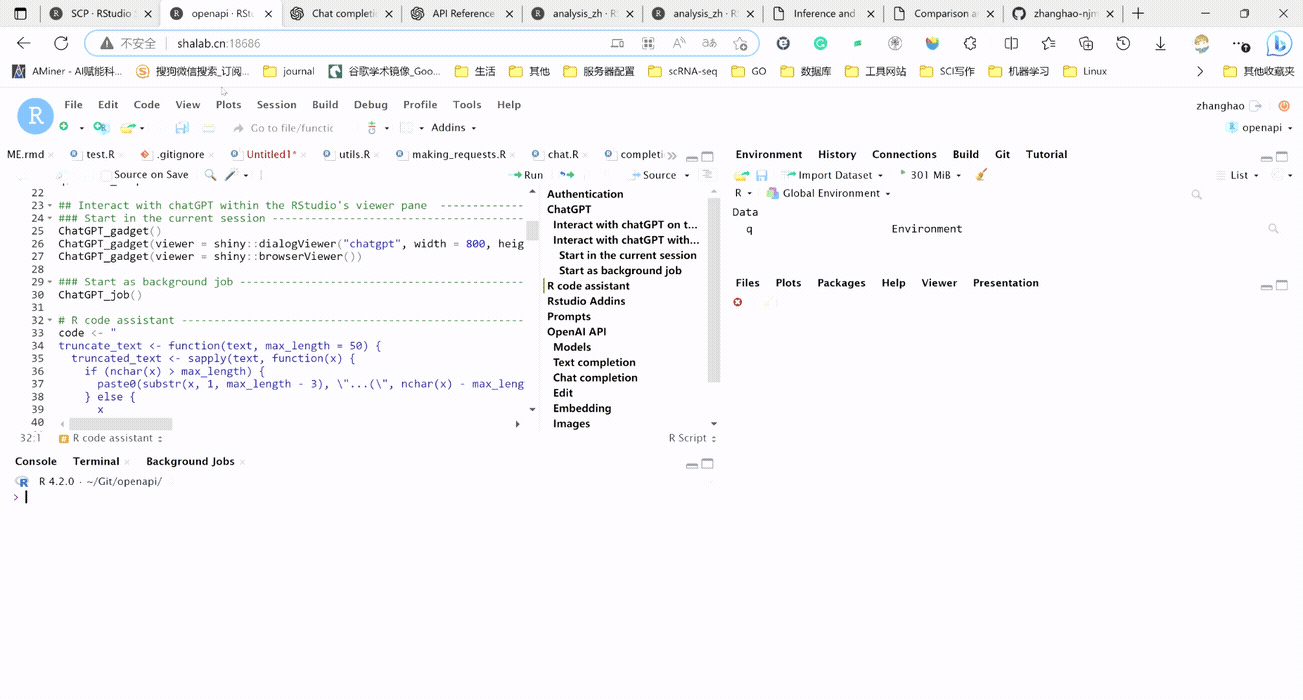 SCP · RStudio
openapi · RStu
Chat completi
API Reference
analysis_zh · R
analysis_zh · R
Inference and
Comparison a
zhanghao-njm
不安全 shalab.cn:18686
AMiner - AI赋能科...
搜狗微信搜索_订阅...
journal
谷歌学术镜像_Goo...
生活
其他
服务器配置
scRNA-seq
GO
数据库
工具网站
SCI写作
机器学习
Linux
其他收藏夹
File Edit Code View Plots Session Build Debug Profile Tools Help
zhanghao
Go to file/functic
Addins
openapi
ME.rmd
test.R
.gitignore
Untitled1*
utils.R
making_requests.R
chat.R
completi
Source on Save
Run
Source
22
23 ## Interact with chatGPT within the RStudio's viewer pane -------------
24 ### Start in the current session ---------------------------------------
25 ChatGPT_gadget()
26 ChatGPT_gadget(viewer = shiny::dialogViewer("chatgpt", width = 800, heig
27 ChatGPT_gadget(viewer = shiny::browserViewer())
28
29 ### Start as background job --------------------------------------------
30 ChatGPT_job()
31
32 # R code assistant -----------------------------------------------------
33 code <- "
34 truncate_text <- function(text, max_length = 50) {
35 truncated_text <- sapply(text, function(x) {
36 if (nchar(x) > max_length) {
37 paste0(substr(x, 1, max_length - 3), \"...(\", nchar(x) - max_leng
38 } else {
39 x
40
32:1 R code assistant
R Script
Authentication
ChatGPT
Interact with chatGPT on t...
Interact with chatGPT with...
Start in the current session
Start as background job
R code assistant
Rstudio Addins
Prompts
OpenAI API
Models
Text completion
Chat completion
Edit
Embedding
Images
Console Terminal Background Jobs
R 4.2.0 · ~/Git/openapi/
>
Environment History Connections Build Git Tutorial
Import Dataset
301 MiB
List
R
Global Environment
Data
q Environment
Files Plots Packages Help Viewer Presentation